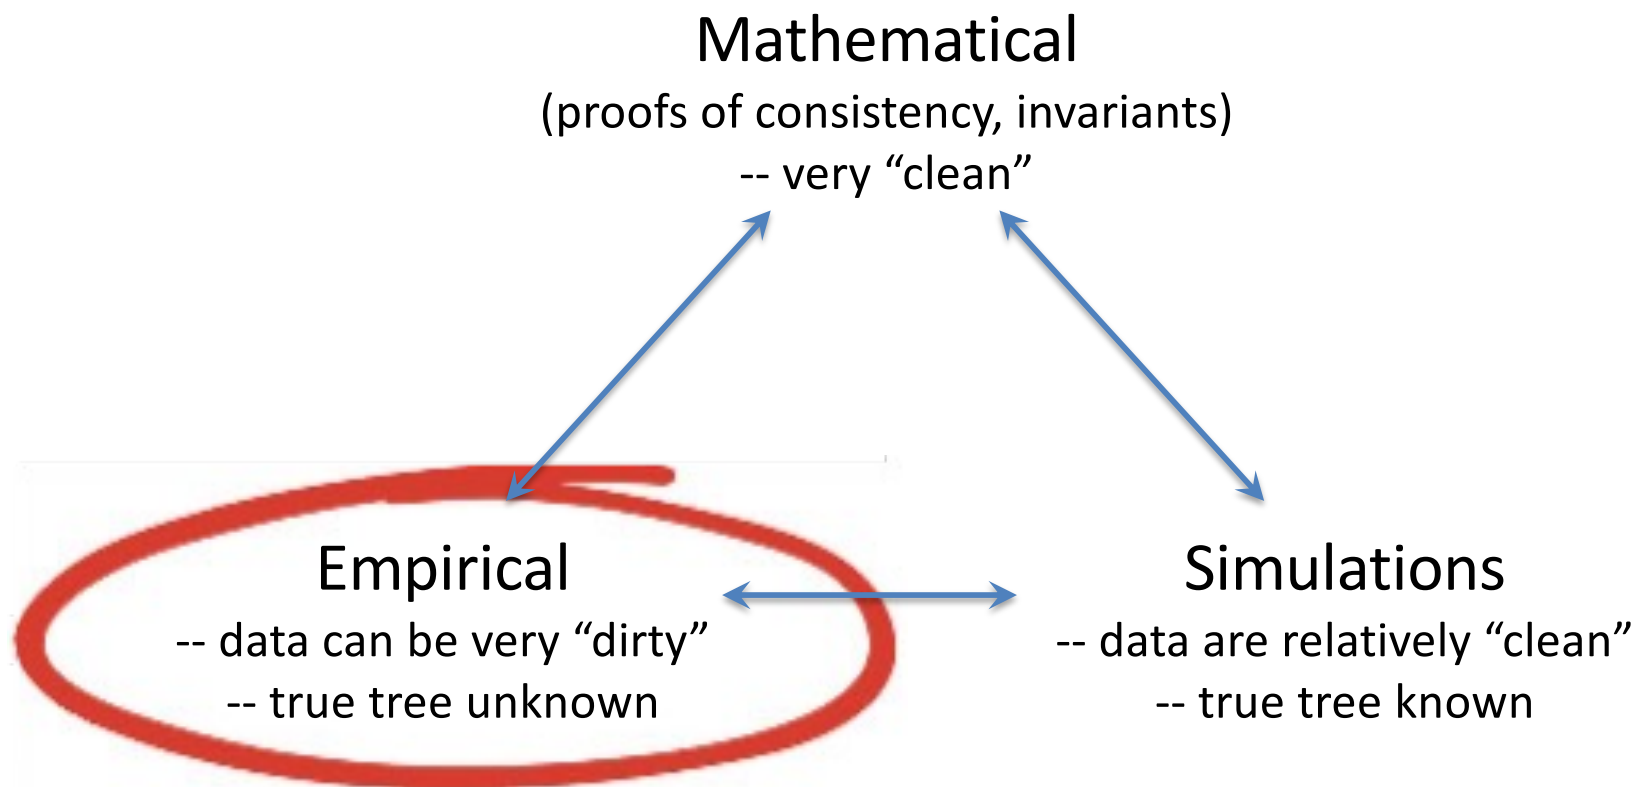 Mathematical
(proofs of consistency, invariants)
-- very “clean”
Empirical
-- data can be very “dirty”
-- true tree unknown
Simulations
-- data are relatively “clean”
-- true tree known